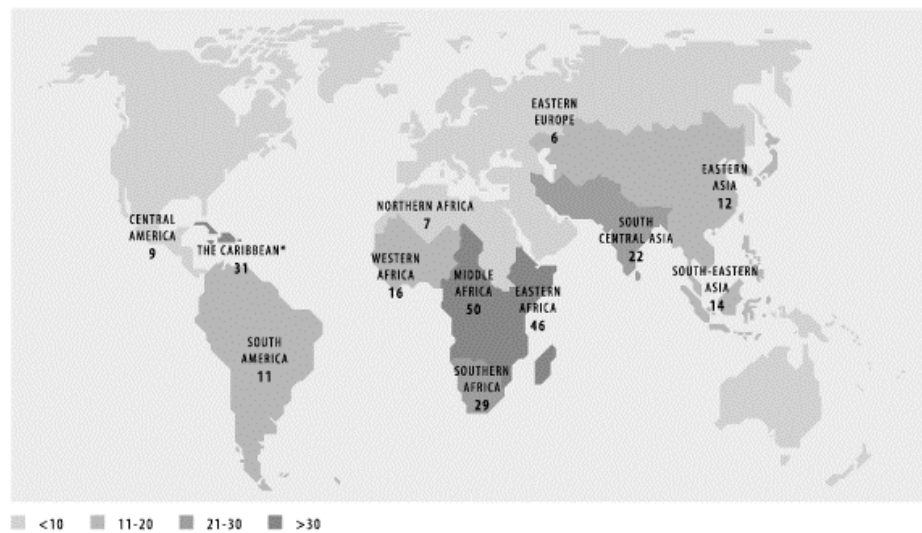 EASTERN
EUROPE
6
EASTERN
ASIA
12
NORTHERN AFRICA
7
CENTRAL
AMERICA
9
THE CARIBBEAN*
31
SOUTH
CENTRAL ASIA
22
WESTERN
AFRICA
16
MIDDLE
AFRICA
50
EASTERN
AFRICA
46
SOUTH-EASTERN
ASIA
14
SOUTH
AMERICA
11
SOUTHERN
AFRICA
29
<10 11-20 21-30 >30